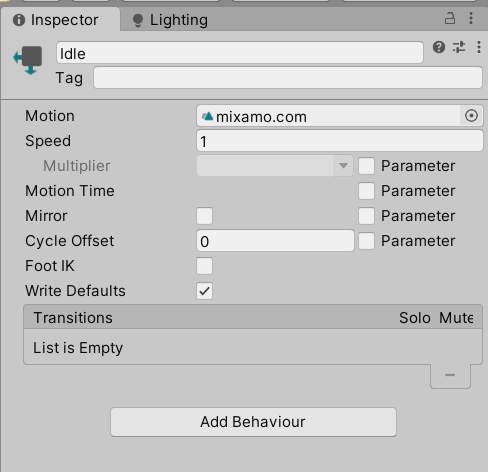 Inspector
Lighting
Idle
Tag
Motion
mixamo.com
Speed
1
Multiplier
Parameter
Motion Time
Parameter
Mirror
Parameter
Cycle Offset
0
Parameter
Foot IK
Write Defaults
Transitions
Solo
Mute
List is Empty
Add Behaviour